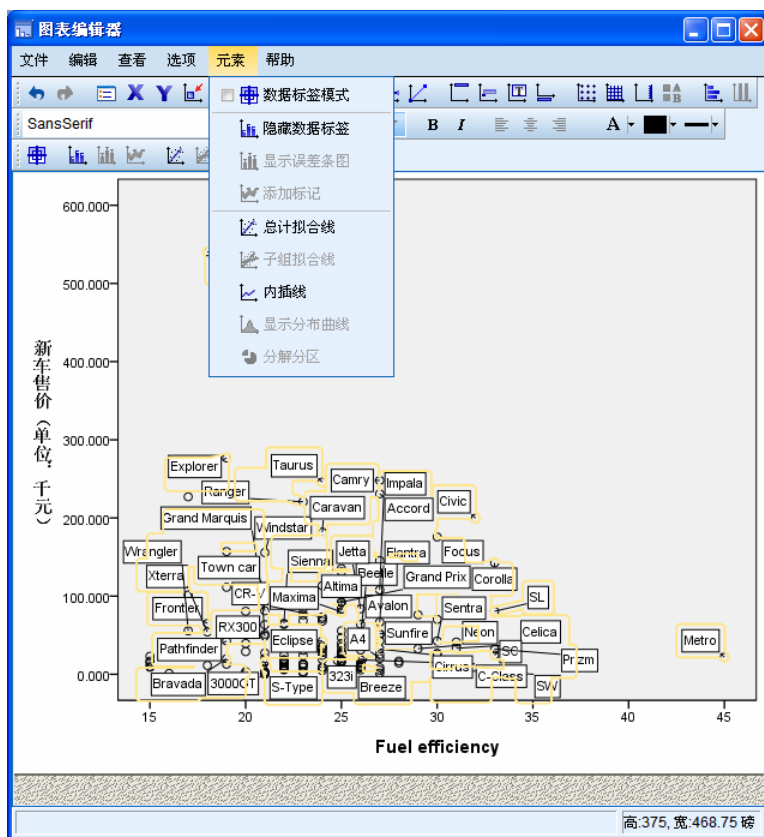 图表编辑器
文件 编辑 查看 选项 元素 帮助
数据标签模式
隐藏数据标签
显示误差条图
添加标记
总计拟合线
子组拟合线
内插线
显示分布曲线
分解分区
SansSerif
B I A
新车售价（单位：千元）
600.000
500.000
400.000
300.000
200.000
100.000
0.000
Explorer Taurus
Camry Impala
Ranger Caravan Accord Civic
Grand Marquis Windstar
Wrangler Town car Sienna Jetta Elantra Focus
Xterra Beetle Grand Prix Corolla
CR-V Maxima Altima SL
Frontier Avalon Sentra
RX300 Eclipse A4 Sunfire Neon Celica Metro
Pathfinder SC Prizm
Cirrus
Bravada 3000GT S-Type 323i Breeze C-Class SW
15 20 25 30 35 40 45
Fuel efficiency
高:375, 宽:468.75 磅